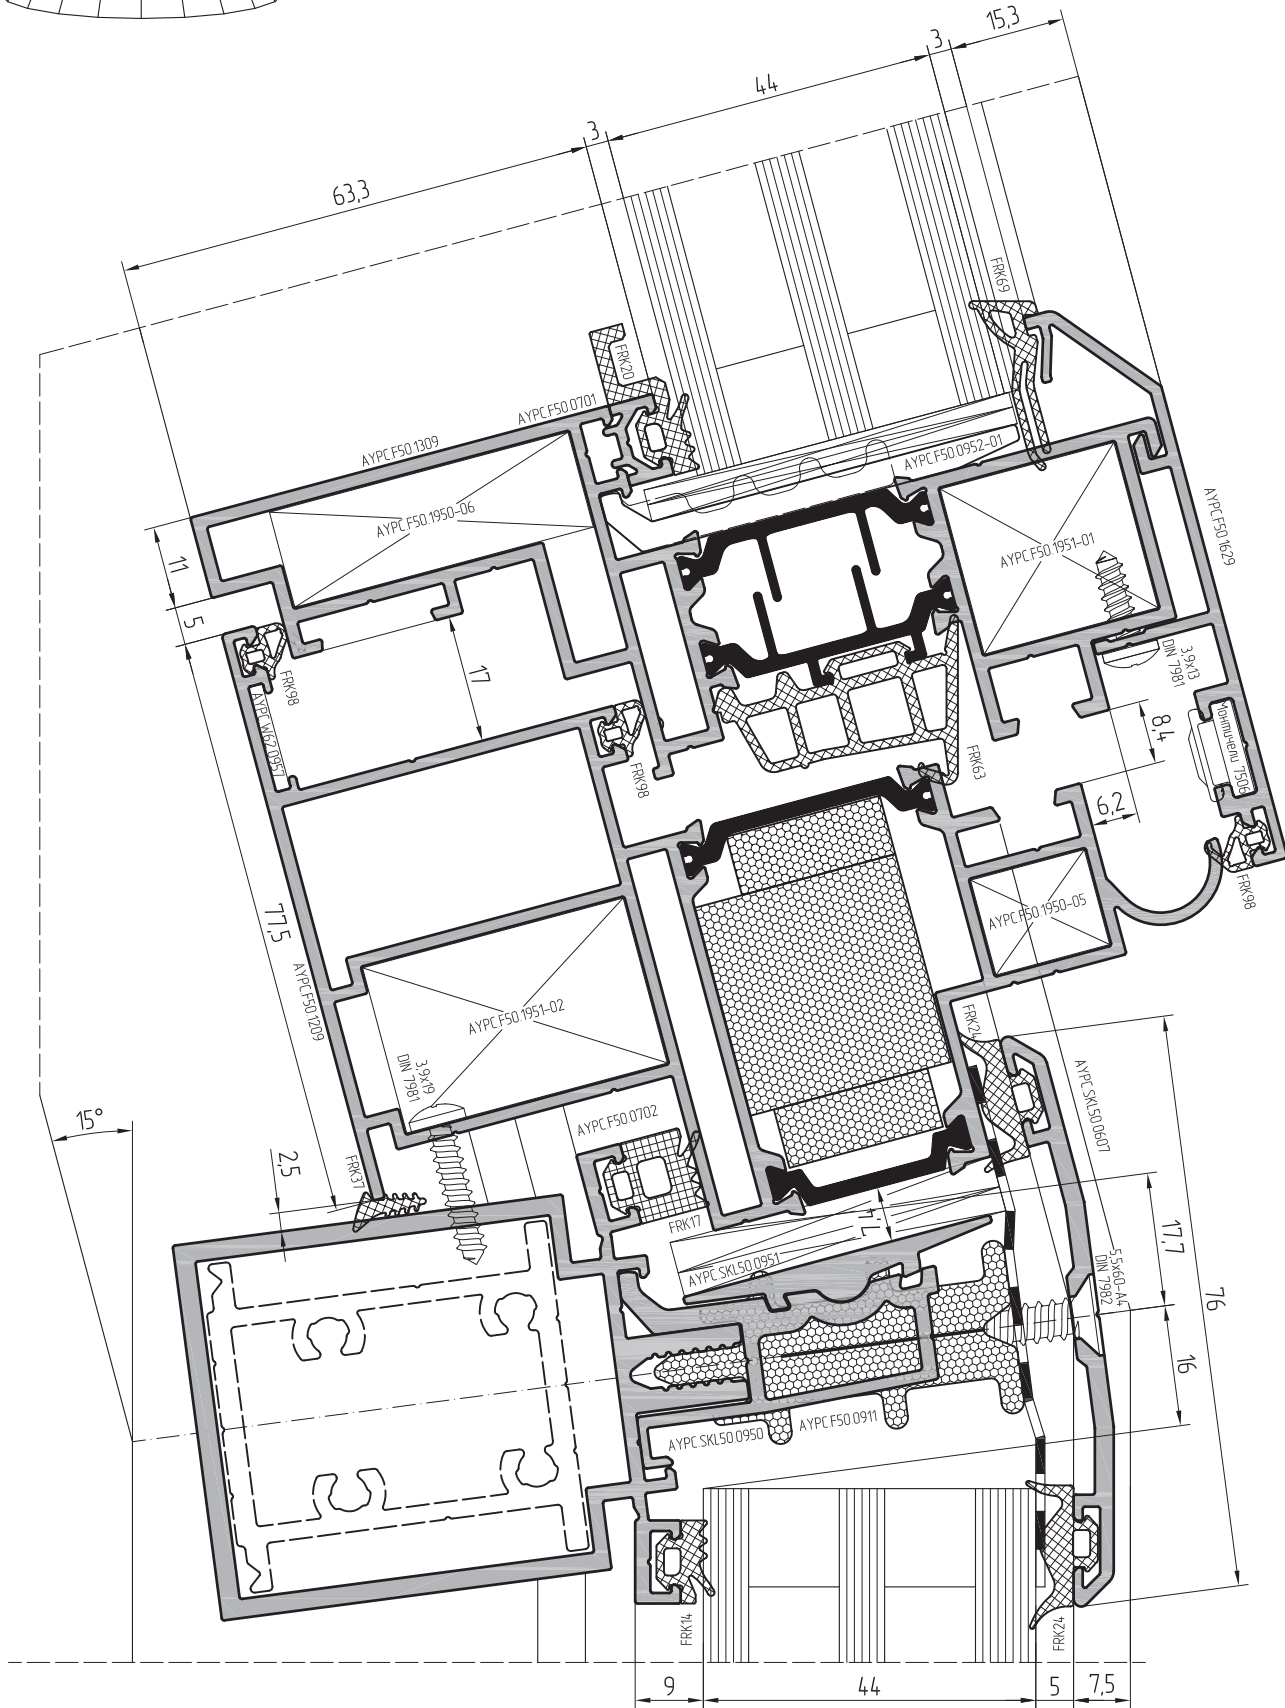 15,3
3
44
3
63,3
FRK69
FRK20
AYPC.F50.0701
AYPC.F50.1309
AYPC.F50.0952-01
AYPC.F50.1950-06
AYPC.F50.1951-01
AYPC.F50.1629
11
5
17
3,9x13
DIN 7981
FRK98
AYPC.W62.0957
8,4
Монтичели 7506
FRK63
FRK98
6,2
FRK98
77,5
AYPC.F50.1950-05
AYPC.F50.1209
AYPC.F50.1951-02
FRK24
3,9x19
DIN 7981
AYPC.SKL50.0607
15°
AYPC.F50.0702
2,5
FRK37
FRK17
7,4
17,7
AYPC.SKL50.0951
5,5x60-A4
DIN 7982
76
16
AYPC.SKL50.0950
AYPC.F50.0911
FRK14
FRK24
9
44
5
7,5